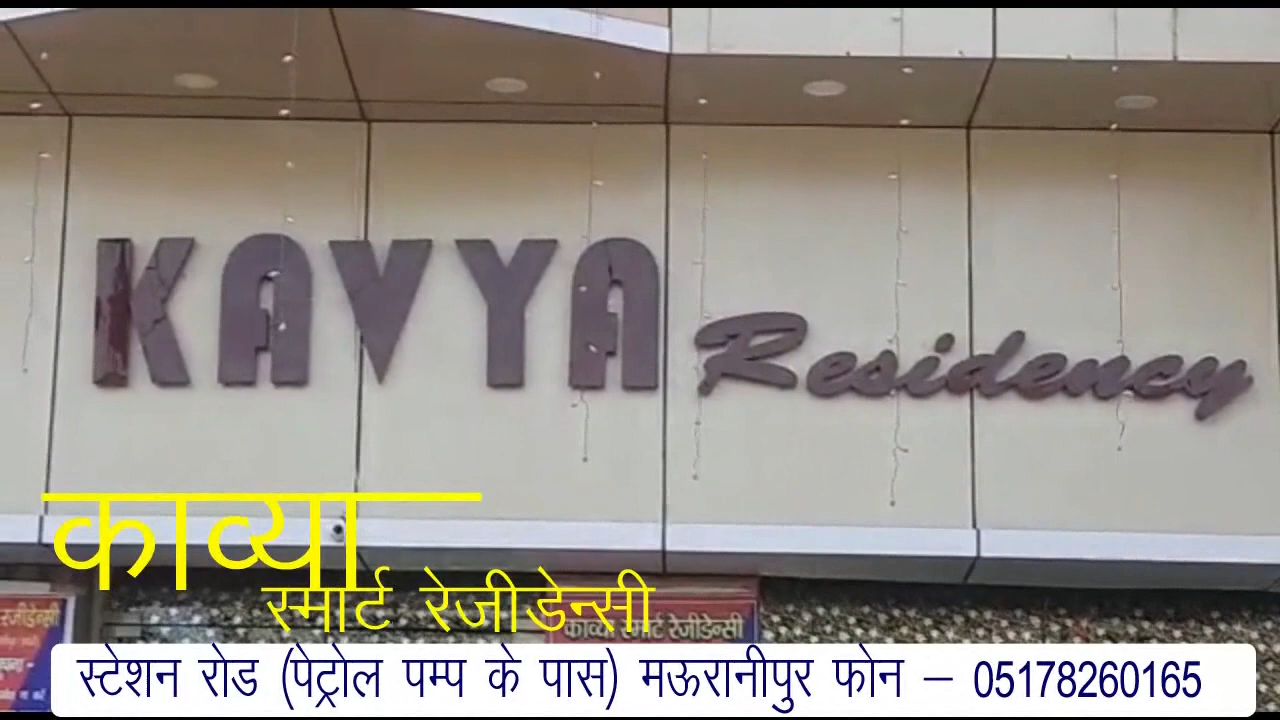 KAVYA Residency
काव्या
स्मार्ट रेजीडेन्सी
रेजीडेन्सी
काव्या स्मार्ट रेजीडेंसी
स्टेशन रोड (पेट्रोल पम्प के पास) मऊरानीपुर फोन – 05178260165